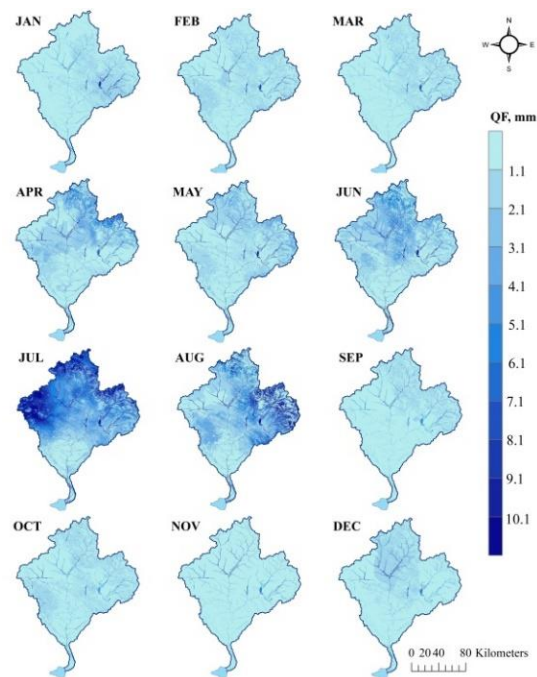 JAN
FEB
MAR
N
W
E
S
QF, mm
1.1
2.1
3.1
4.1
5.1
6.1
7.1
8.1
9.1
10.1
APR
MAY
JUN
JUL
AUG
SEP
OCT
NOV
DEC
0 20 40 80 Kilometers